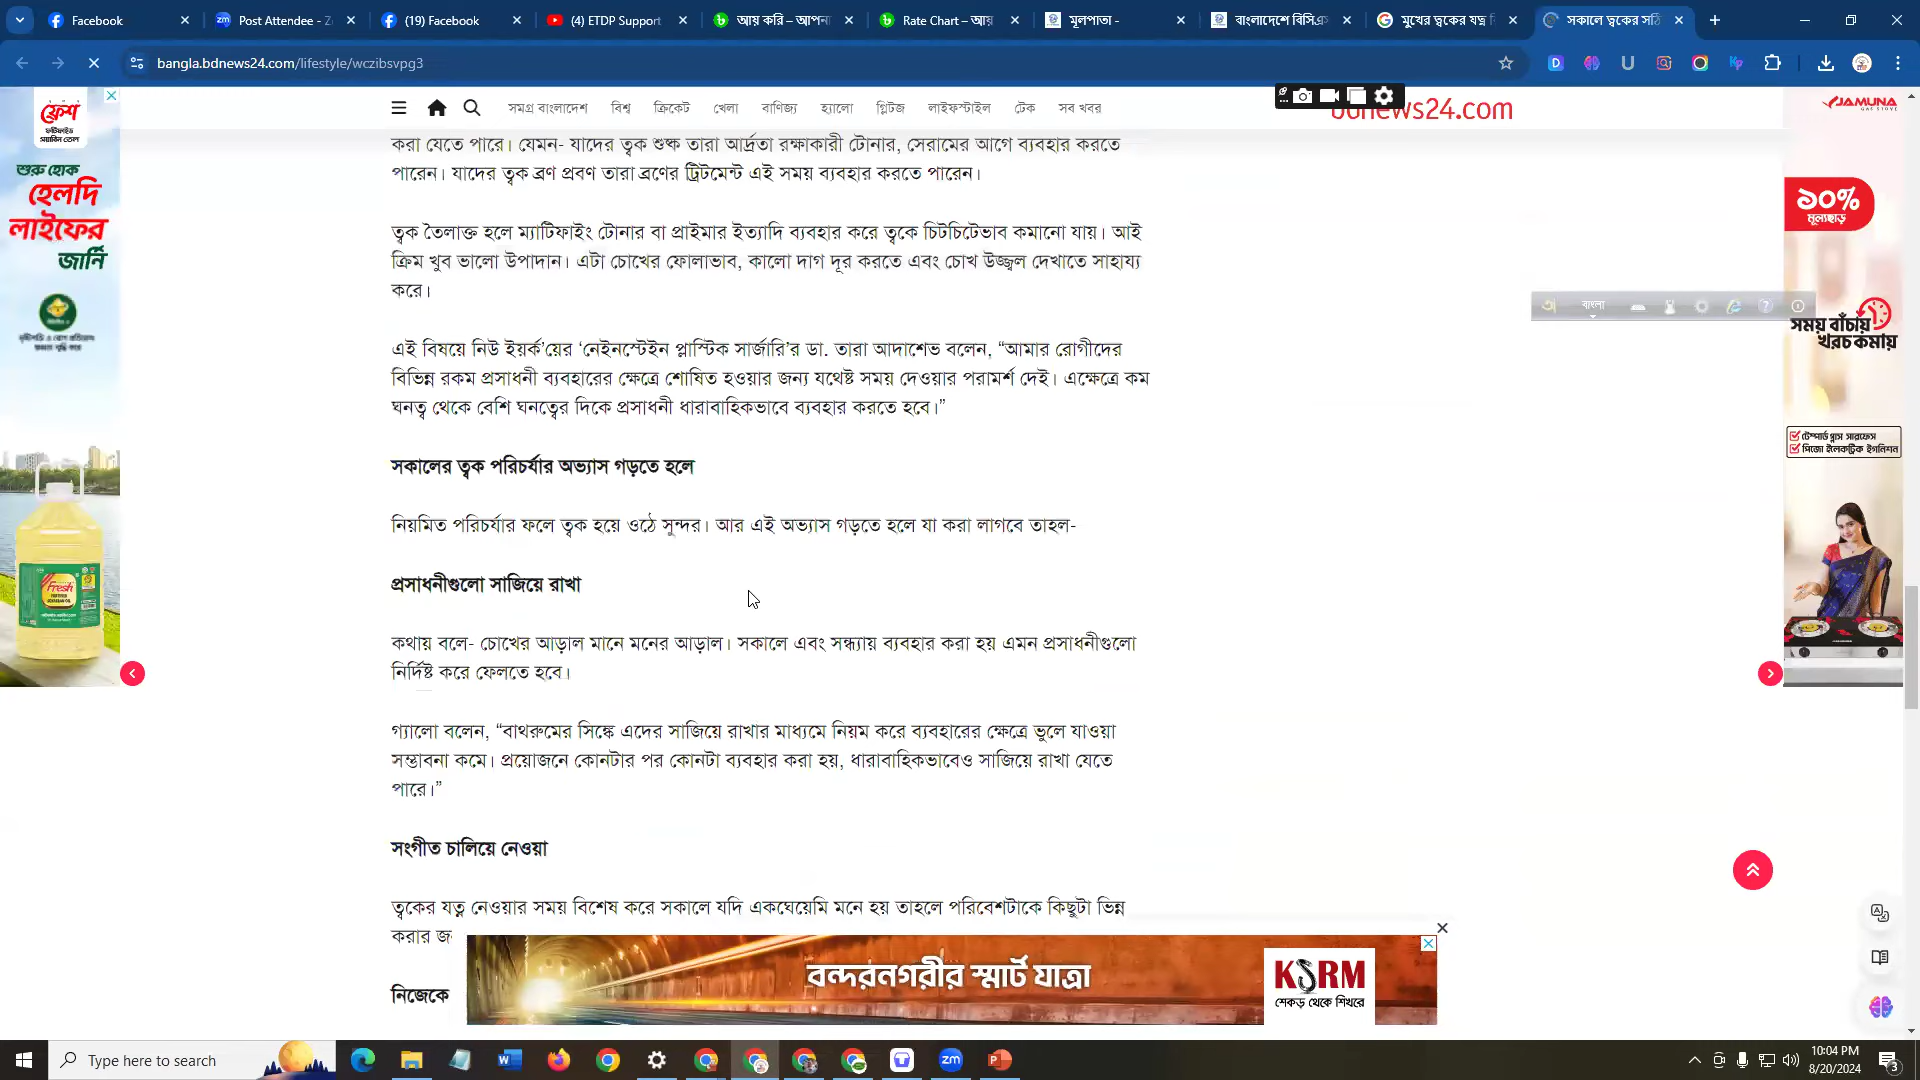 Facebook
Post Attendee - Z
(19) Facebook
(4) ETDP Support
আয় করি – আপনা
Rate Chart – আয়
মূলপাতা -
বাংলাদেশে বিসিএ
মুখের ত্বকের যত্ন
সকালে ত্বকের সঠি
bangla.bdnews24.com/lifestyle/wczibsvpg3
সমগ্র বাংলাদেশ বিশ্ব ক্রিকেট খেলা বাণিজ্য হ্যালো গ্লিটজ লাইফস্টাইল টেক সব খবর
bdnews24.com
করা যেতে পারে। যেমন- যাদের ত্বক শুষ্ক তারা আর্দ্রতা রক্ষাকারী টোনার, সেরামের আগে ব্যবহার করতে
পারেন। যাদের ত্বক ব্রণ প্রবণ তারা ব্রণের ট্রিটমেন্ট এই সময় ব্যবহার করতে পারেন।
ত্বক তৈলাক্ত হলে ম্যাটিফাইং টোনার বা প্রাইমার ইত্যাদি ব্যবহার করে ত্বকে চিটচিটেভাব কমানো যায়। আই
ক্রিম খুব ভালো উপাদান। এটা চোখের ফোলাভাব, কালো দাগ দূর করতে এবং চোখ উজ্জ্বল দেখাতে সাহায্য
করে।
এই বিষয়ে নিউ ইয়র্ক’য়ের ‘নেইনস্টেইন প্লাস্টিক সার্জারি’র ডা. তারা আদাশেভ বলেন, “আমার রোগীদের
বিভিন্ন রকম প্রসাধনী ব্যবহারের ক্ষেত্রে শোষিত হওয়ার জন্য যথেষ্ট সময় দেওয়ার পরামর্শ দেই। এক্ষেত্রে কম
ঘনত্ব থেকে বেশি ঘনত্বের দিকে প্রসাধনী ধারাবাহিকভাবে ব্যবহার করতে হবে।”
সকালের ত্বক পরিচর্যার অভ্যাস গড়তে হলে
নিয়মিত পরিচর্যার ফলে ত্বক হয়ে ওঠে সুন্দর। আর এই অভ্যাস গড়তে হলে যা করা লাগবে তাহল-
প্রসাধনীগুলো সাজিয়ে রাখা
কথায় বলে- চোখের আড়াল মানে মনের আড়াল। সকালে এবং সন্ধ্যায় ব্যবহার করা হয় এমন প্রসাধনীগুলো
নির্দিষ্ট করে ফেলতে হবে।
গ্যালো বলেন, “বাথরুমের সিঙ্কে এদের সাজিয়ে রাখার মাধ্যমে নিয়ম করে ব্যবহারের ক্ষেত্রে ভুলে যাওয়া
সম্ভাবনা কমে। প্রয়োজনে কোনটার পর কোনটা ব্যবহার করা হয়, ধারাবাহিকভাবেও সাজিয়ে রাখা যেতে
পারে।”
সংগীত চালিয়ে নেওয়া
ত্বকের যত্ন নেওয়ার সময় বিশেষ করে সকালে যদি একঘেয়েমি মনে হয় তাহলে পরিবেশটাকে কিছুটা ভিন্ন
করার জ
নিজেকে
ফ্রেশ
শুরু হোক
হেলদি
লাইফের
জার্নি
Fresh
JAMUNA
১০%
মূল্যছাড়
বাংলা
সময় বাঁচায়
খরচ কমায়
টেম্পার্ড গ্লাস সারফেস
পিজো ইলেকট্রিক ইগনিশন
বন্দরনগরীর স্মার্ট যাত্রা
KSRM
শেকড় থেকে শিখরে
Type here to search
10:04 PM
8/20/2024
3